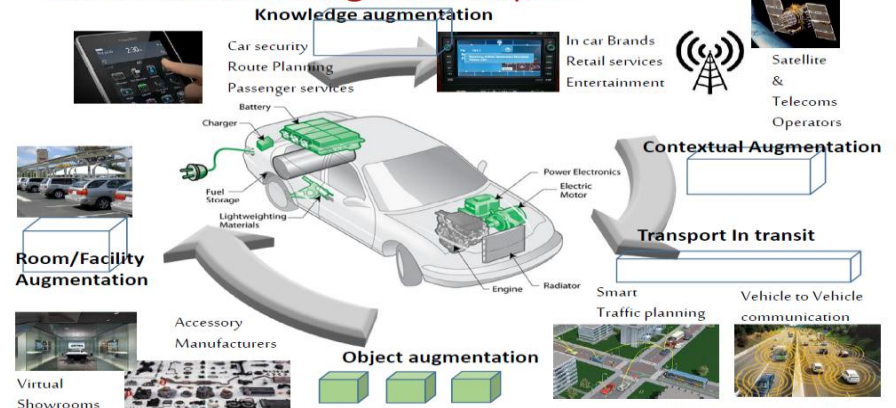 Knowledge augmentation
Car security
Route Planning
Passenger services
In car Brands
Retail services
Entertainment
Satellite
&
Telecoms
Operators
Battery
Charger
Fuel
Storage
Lightweighting
Materials
Power Electronics
Electric
Motor
Engine
Radiator
Contextual Augmentation
Transport In transit
Smart
Traffic planning
Vehicle to Vehicle
communication
Room/Facility
Augmentation
Accessory
Manufacturers
Object augmentation
Virtual
Showrooms